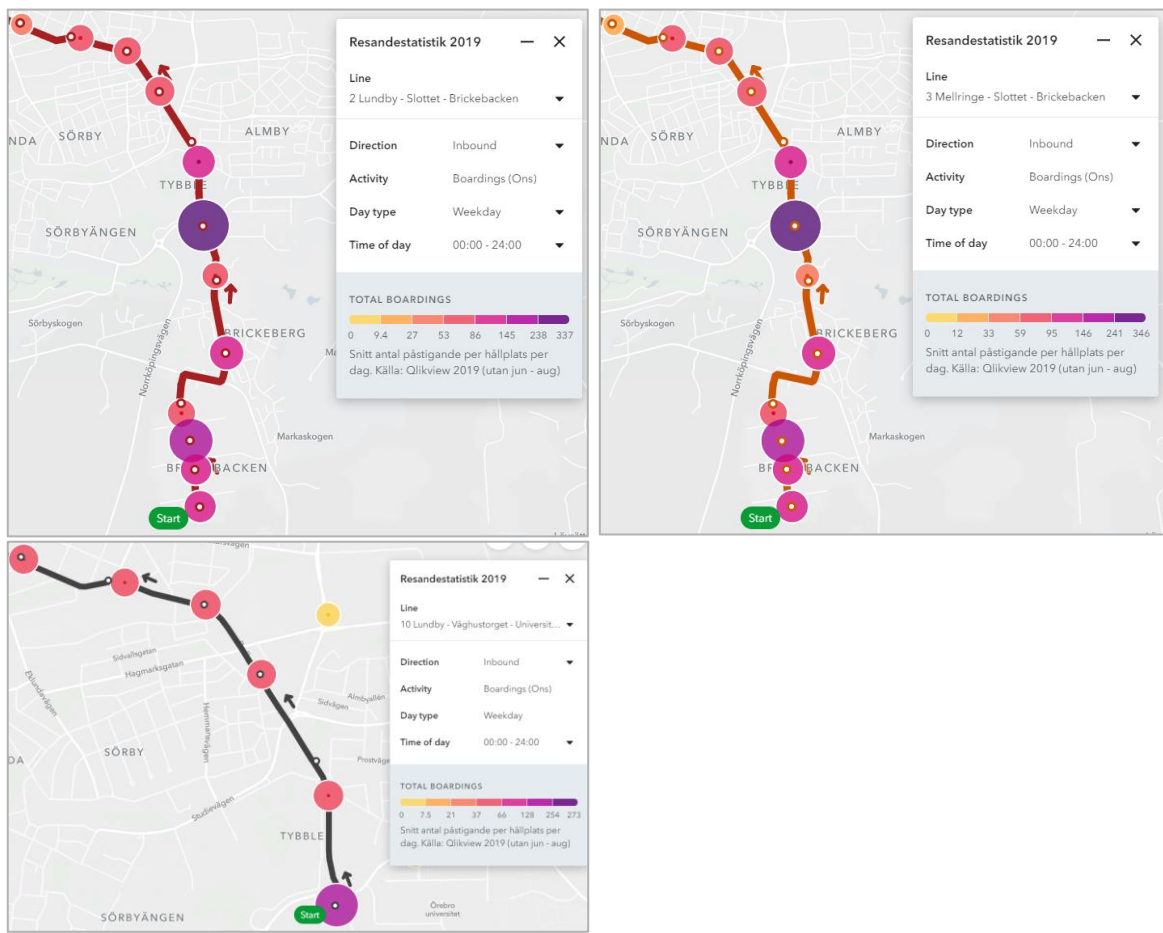 Resandestatistik 2019
Line
2 Lundby - Slottet - Brickebacken
Direction Inbound
Activity Boardings (Ons)
Day type Weekday
Time of day 00:00 - 24:00
TOTAL BOARDINGS
0 9.4 27 53 86 145 238 337
Snitt antal påstigande per hållplats per
dag. Källa: Qlikview 2019 (utan jun - aug)
NDA
SÖRBY
ALMBY
TYBBLE
SÖRBYÄNGEN
Sörbyskogen
Norrköpingsvägen
BRICKEBERG
Markaskogen
BACKEN
Start
Resandestatistik 2019
Line
3 Mellringe - Slottet - Brickebacken
Direction Inbound
Activity Boardings (Ons)
Day type Weekday
Time of day 00:00 - 24:00
TOTAL BOARDINGS
0 12 33 59 95 146 241 346
Snitt antal påstigande per hållplats per
dag. Källa: Qlikview 2019 (utan jun - aug)
NDA
SÖRBY
ALMBY
TYBBLE
SÖRBYÄNGEN
Sörbyskogen
Norrköpingsvägen
BRICKEBERG
Markaskogen
BACKEN
Start
Resandestatistik 2019
Line
10 Lundby - Våghustorget - Universit...
Direction Inbound
Activity Boardings (Ons)
Day type Weekday
Time of day 00:00 - 24:00
TOTAL BOARDINGS
0 7.5 21 37 66 128 254 273
Snitt antal påstigande per hållplats per
dag. Källa: Qlikview 2019 (utan jun - aug)
Sidvallsgatan
Hagmarksgatan
Eklundavägen
Hemmansvägen
Almbyallén
Sidvägen
SÖRBY
DA
Prostväge
Studievägen
TYBBLE
Start
Örebro
universitet
SÖRBYÄNGEN